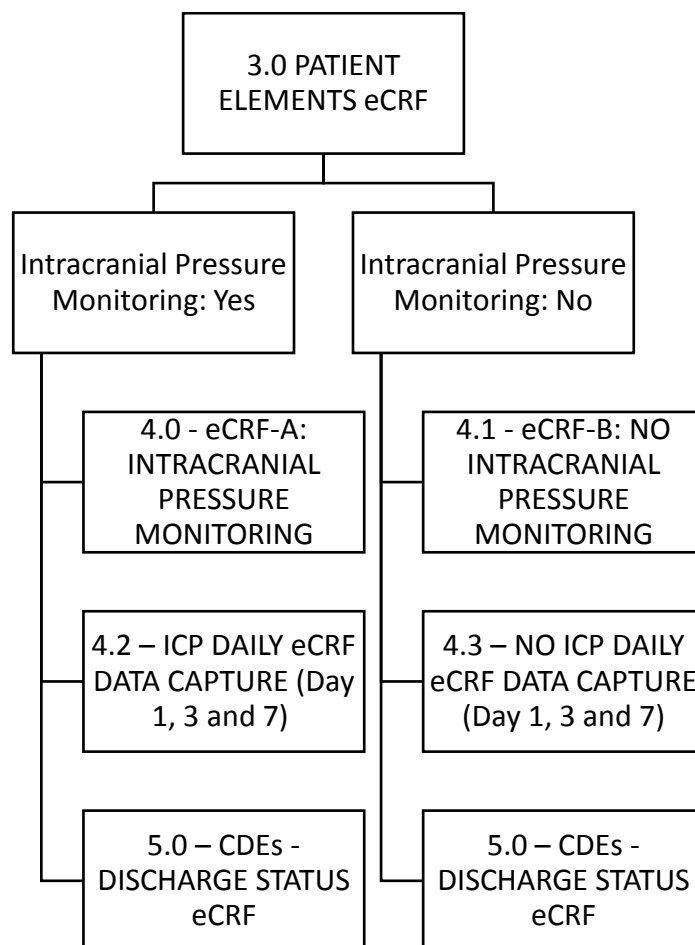 3.0 PATIENT
ELEMENTS eCRF
Intracranial Pressure
Monitoring: Yes
Intracranial Pressure
Monitoring: No
4.0 - eCRF-A:
INTRACRANIAL
PRESSURE
MONITORING
4.1 - eCRF-B: NO
INTRACRANIAL
PRESSURE
MONITORING
4.2 – ICP DAILY eCRF
DATA CAPTURE (Day
1, 3 and 7)
4.3 – NO ICP DAILY
eCRF DATA CAPTURE
(Day 1, 3 and 7)
5.0 – CDEs -
DISCHARGE STATUS
eCRF
5.0 – CDEs -
DISCHARGE STATUS
eCRF